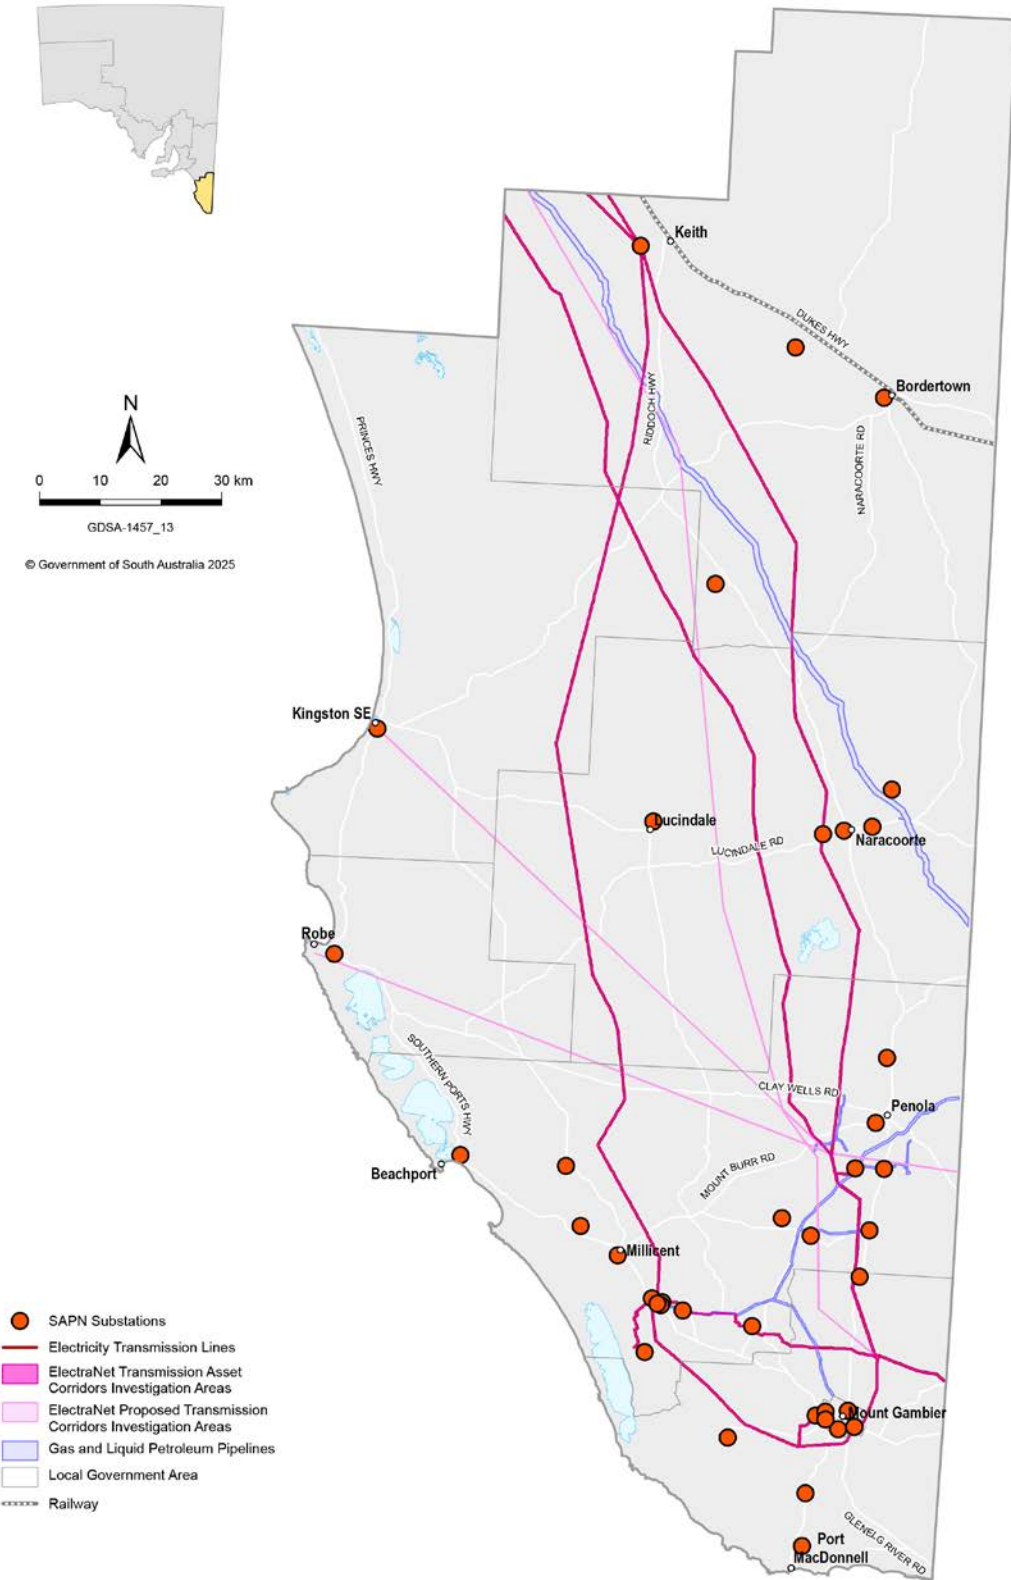 Keith
DUKES HWY
Bordertown
RIDDOCH HWY
NARACOORTE RD
PRINCES HWY
N
0 10 20 30 km
GDSA-1457_13
© Government of South Australia 2025
Kingston SE
Lucindale
LUCINDALE RD
Naracoorte
Robe
SOUTHERN PORTS HWY
CLAY WELLS RD
Penola
Beachport
MOUNT BURR RD
Millicent
SAPN Substations
Electricity Transmission Lines
ElectraNet Transmission Asset
Corridors Investigation Areas
ElectraNet Proposed Transmission
Corridors Investigation Areas
Gas and Liquid Petroleum Pipelines
Local Government Area
Railway
Mount Gambier
GLENELG RIVER RD
Port
MacDonnell